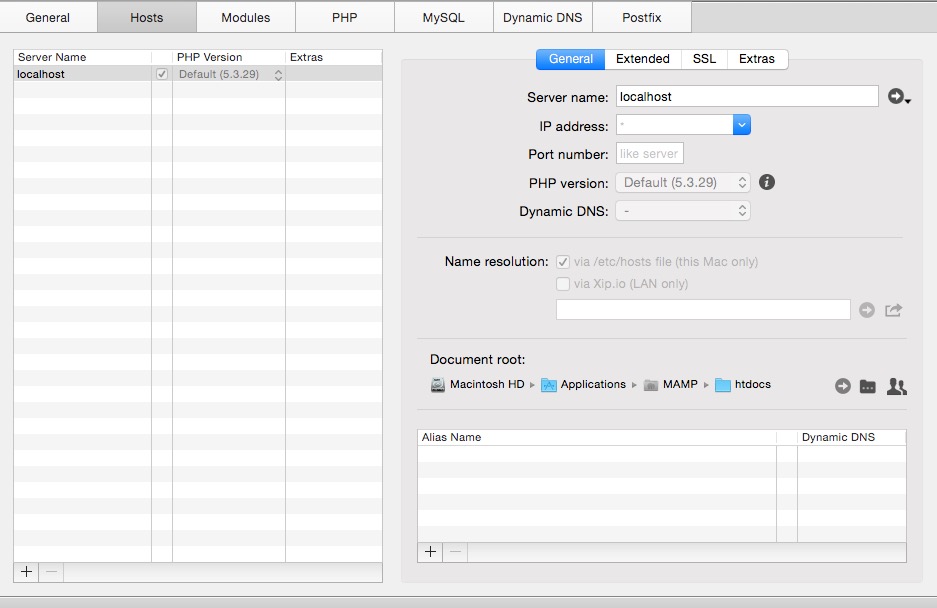 General Hosts Modules PHP MySQL Dynamic DNS Postfix
Server Name PHP Version Extras
localhost Default (5.3.29)
General Extended SSL Extras
Server name: localhost
IP address: *
Port number: like server
PHP version: Default (5.3.29)
Dynamic DNS: -
Name resolution: via /etc/hosts file (this Mac only)
via Xip.io (LAN only)
Document root:
Macintosh HD Applications MAMP htdocs
Alias Name Dynamic DNS